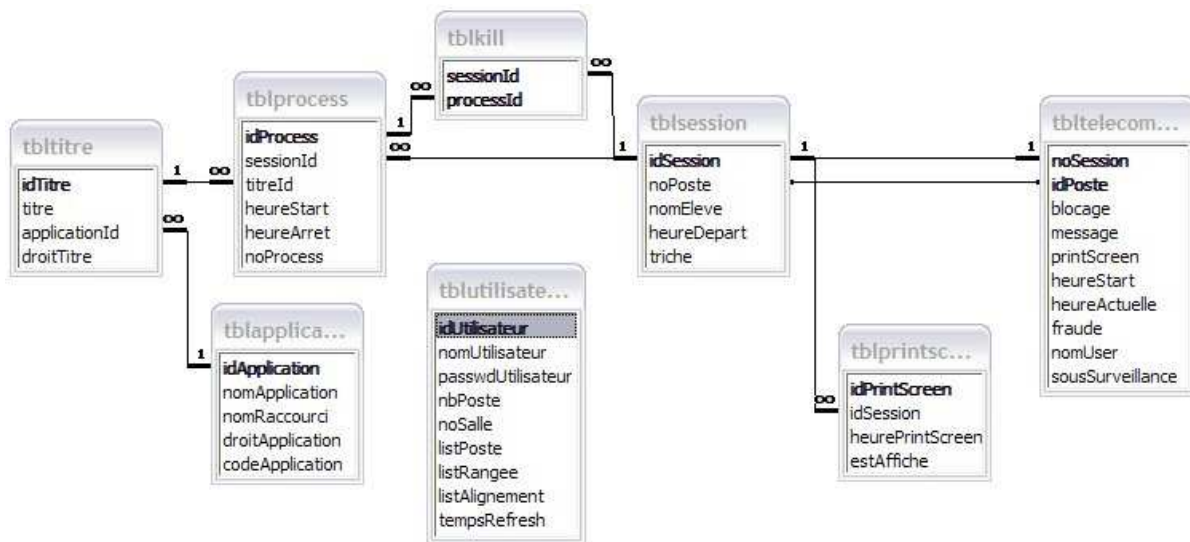 tblkill
sessionId
processId
tblprocess
idProcess
sessionId
titreId
heureStart
heureArret
noProcess
tbltitre
idTitre
titre
applicationId
droitTitre
tblsession
idSession
noPoste
nomEleve
heureDepart
triche
tbltelecom...
noSession
idPoste
blocage
message
printScreen
heureStart
heureActuelle
fraude
nomUser
sousSurveillance
tblutilisate...
idUtilisateur
nomUtilisateur
passwdUtilisateur
nbPoste
noSalle
listPoste
listRangee
listAlignement
tempsRefresh
tblapplica...
idApplication
nomApplication
nomRaccourci
droitApplication
codeApplication
tblprintsc...
idPrintScreen
idSession
heurePrintScreen
estAffiche
1
∞
∞
1
1
∞
∞
∞
1
1
1
∞